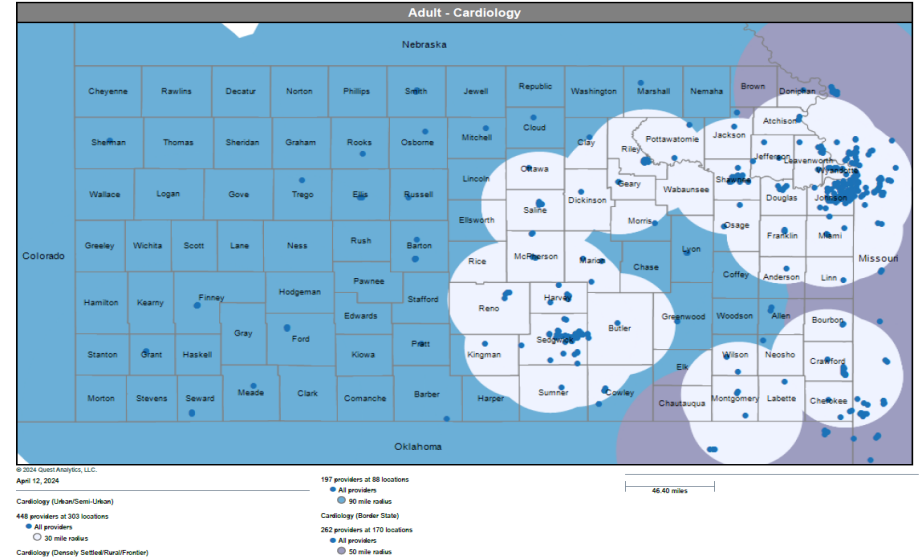 Adult - Cardiology
Nebraska
Cheyenne Rawlins Decatur Norton Phillips Smith Jewell Republic Washington Marshall Nemaha Brown Doniphan
Atchison
Sherman Thomas Sheridan Graham Rooks Osborne Mitchell Cloud Clay Riley Pottawatomie Jackson
Jefferson Leavenworth
Wyandotte
Wallace Logan Gove Trego Ellis Russell Lincoln Ottawa Geary Wabaunsee Shawnee Douglas Johnson
Saline Dickinson
Ellsworth Morris Osage
Greeley Wichita Scott Lane Ness Rush Barton Rice McPherson Marion Chase Lyon Franklin Miami
Colorado Missouri
Pawnee Coffey Anderson Linn
Hamilton Kearny Finney Hodgeman Stafford Reno Harvey
Edwards Butler Greenwood Woodson Allen Bourbon
Gray Ford
Stanton Grant Haskell Kiowa Pratt Kingman Sedgwick Elk Wilson Neosho Crawford
Morton Stevens Seward Meade Clark Comanche Barber Harper Sumner Cowley Chautauqua Montgomery Labette Cherokee
Oklahoma
© 2024 Quest Analytics, LLC.
April 12, 2024
Cardiology (Urban/Semi-Urban)
448 providers at 303 locations
All providers
30 mile radius
Cardiology (Densely Settled/Rural/Frontier)
197 providers at 88 locations
All providers
90 mile radius
Cardiology (Border State)
262 providers at 170 locations
All providers
50 mile radius
46.40 miles